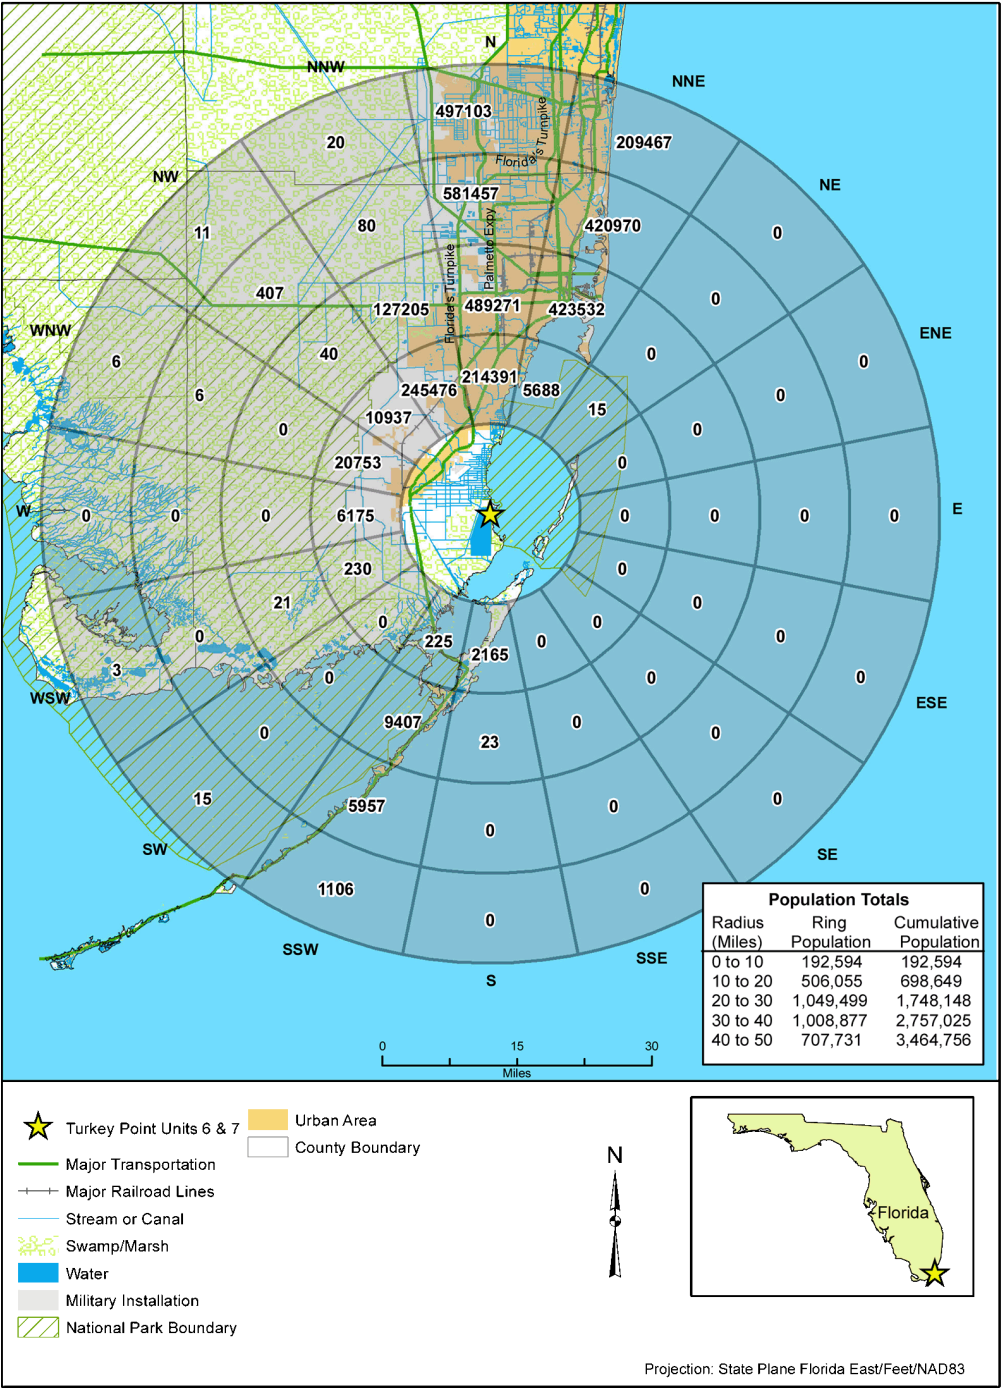 N
NNW
NNE
497103
20
209467
Florida's Turnpike
NW
NE
581457
11
80
420970
0
Palmetto Expy
Florida's Turnpike
407
127205
489271
423532
0
WNW
ENE
6
40
0
0
6
245476
214391
5688
0
10937
15
0
0
20753
0
W
0
0
0
6175
0
0
0
0
E
230
0
21
0
0
0
0
225
0
0
3
2165
0
0
WSW
0
ESE
9407
0
0
0
23
15
5957
0
0
0
SW
SE
1106
0
0
SSW
SSE
S
Population Totals
Radius Ring Cumulative
(Miles) Population Population
0 to 10 192,594 192,594
10 to 20 506,055 698,649
20 to 30 1,049,499 1,748,148
30 to 40 1,008,877 2,757,025
40 to 50 707,731 3,464,756
0 15 30
Miles
Turkey Point Units 6 & 7
Major Transportation
Major Railroad Lines
Stream or Canal
Swamp/Marsh
Water
Military Installation
National Park Boundary
Urban Area
County Boundary
N
Florida
Projection: State Plane Florida East/Feet/NAD83